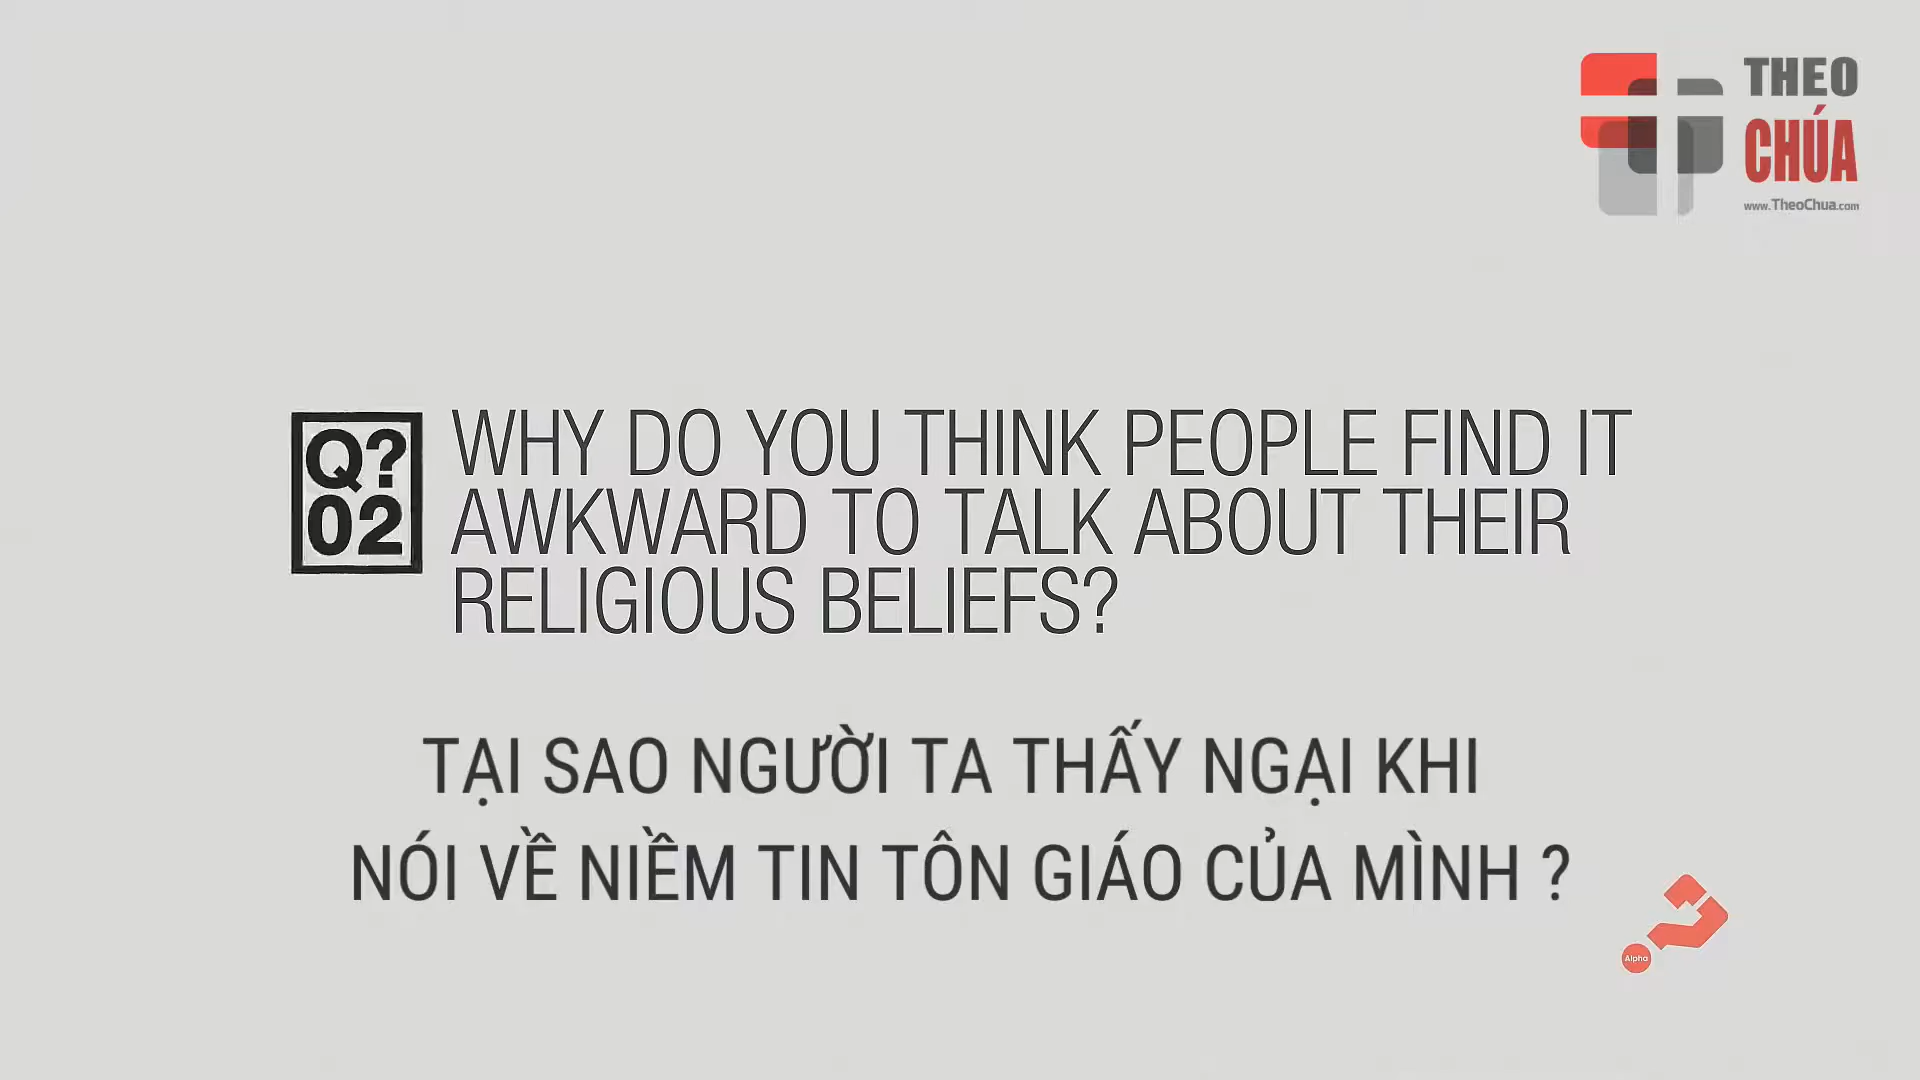 THEO
CHÚA
www.TheoChua.com
Q?
02
WHY DO YOU THINK PEOPLE FIND IT
AWKWARD TO TALK ABOUT THEIR
RELIGIOUS BELIEFS?
TẠI SAO NGƯỜI TA THẤY NGẠI KHI
NÓI VỀ NIỀM TIN TÔN GIÁO CỦA MÌNH ?
Alpha